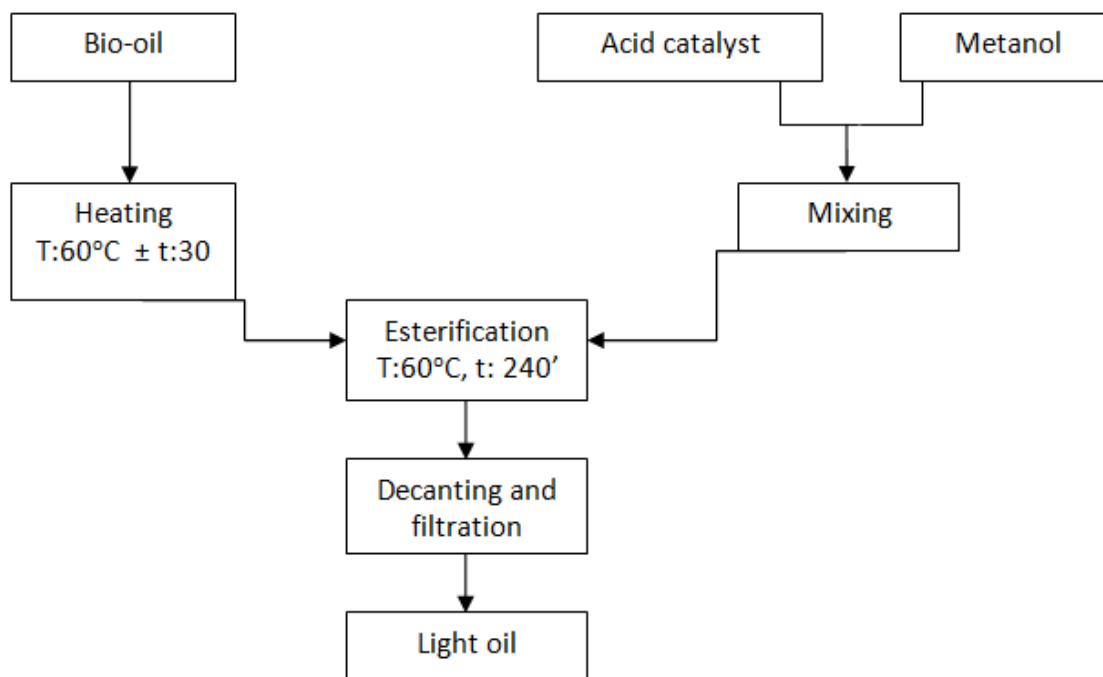 Bio-oil
Acid catalyst
Metanol
Heating
T:60°C ± t:30
Mixing
Esterification
T:60°C, t: 240’
Decanting and
filtration
Light oil